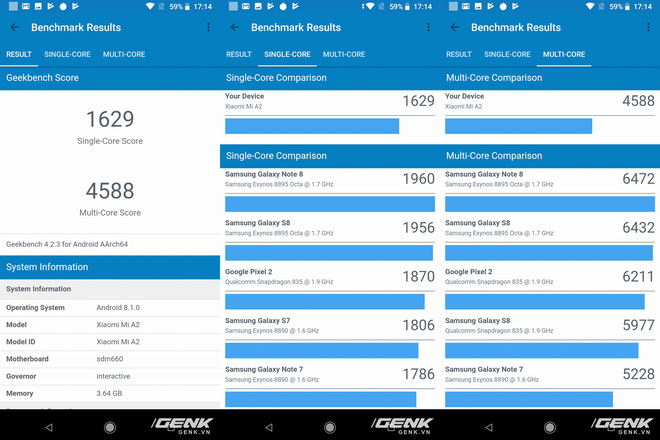 59% 17:14
Benchmark Results
RESULT SINGLE-CORE MULTI-CORE
Geekbench Score
1629
Single-Core Score
4588
Multi-Core Score
Geekbench 4.2.3 for Android AArch64
System Information
System Information
Operating System Android 8.1.0
Model Xiaomi Mi A2
Model ID Xiaomi Mi A2
Motherboard sdm660
Governor interactive
Memory 3.64 GB
GENK
GENK.VN
59% 17:14
Benchmark Results
RESULT SINGLE-CORE MULTI-CORE
Single-Core Comparison
Your Device 1629
Xiaomi Mi A2
Single-Core Comparison
Samsung Galaxy Note 8 1960
Samsung Exynos 8895 Octa @ 1.7 GHz
Samsung Galaxy S8 1956
Samsung Exynos 8895 Octa @ 1.7 GHz
Google Pixel 2 1870
Qualcomm Snapdragon 835 @ 1.9 GHz
Samsung Galaxy S7 1806
Samsung Exynos 8890 @ 1.6 GHz
Samsung Galaxy Note 7 1786
Samsung Exynos 8890 @ 1.6 GHz
GENK
GENK.VN
59% 17:14
Benchmark Results
RESULT SINGLE-CORE MULTI-CORE
Multi-Core Comparison
Your Device 4588
Xiaomi Mi A2
Multi-Core Comparison
Samsung Galaxy Note 8 6472
Samsung Exynos 8895 Octa @ 1.7 GHz
Samsung Galaxy S8 6432
Samsung Exynos 8895 Octa @ 1.7 GHz
Google Pixel 2 6211
Qualcomm Snapdragon 835 @ 1.9 GHz
Samsung Galaxy S8 5977
Qualcomm Snapdragon 835 @ 1.9 GHz
Samsung Galaxy Note 7 5228
Samsung Exynos 8890 @ 1.6 GHz
GENK
GENK.VN